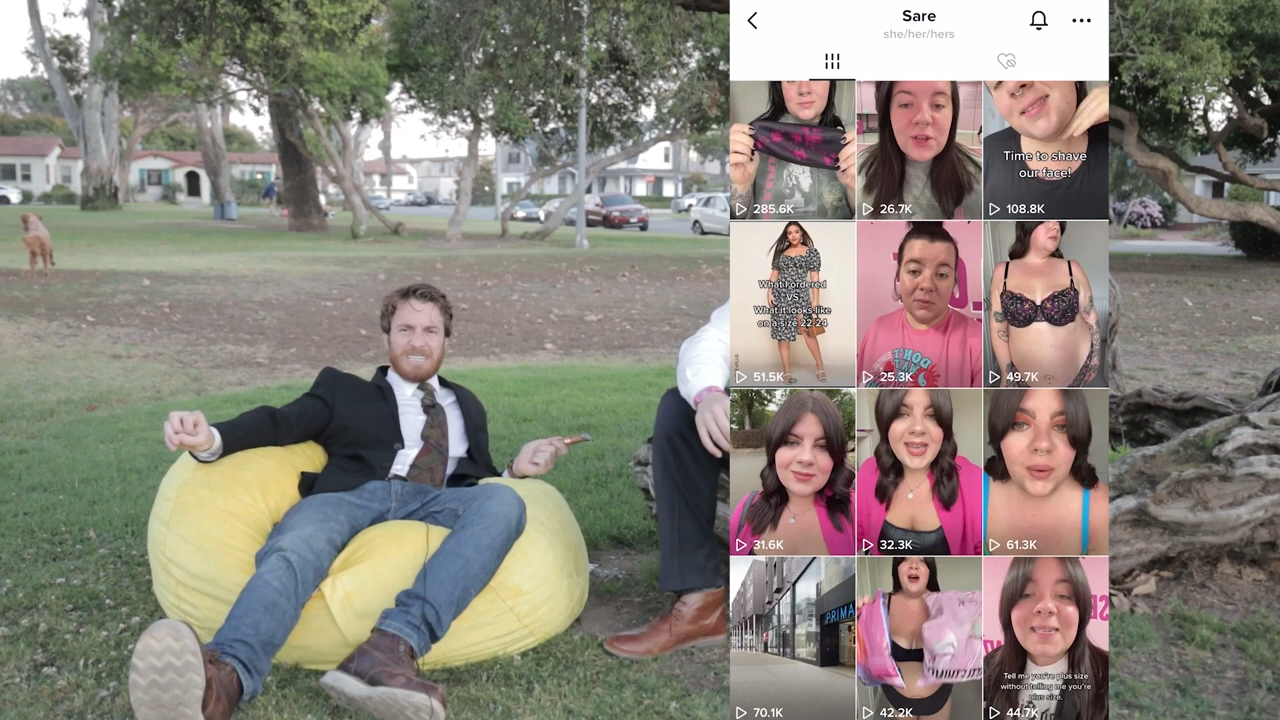 Sare
she/her/hers
285.6K
26.7K
Time to shave
our face!
108.8K
What I ordered
VS.
What it looks like
on a size 22-24
51.5K
DON'T
WAIT
25.3K
49.7K
31.6K
32.3K
61.3K
PRIMA
70.1K
42.2K
Tell me you're plus size
without telling me you're
plus size.
44.7K